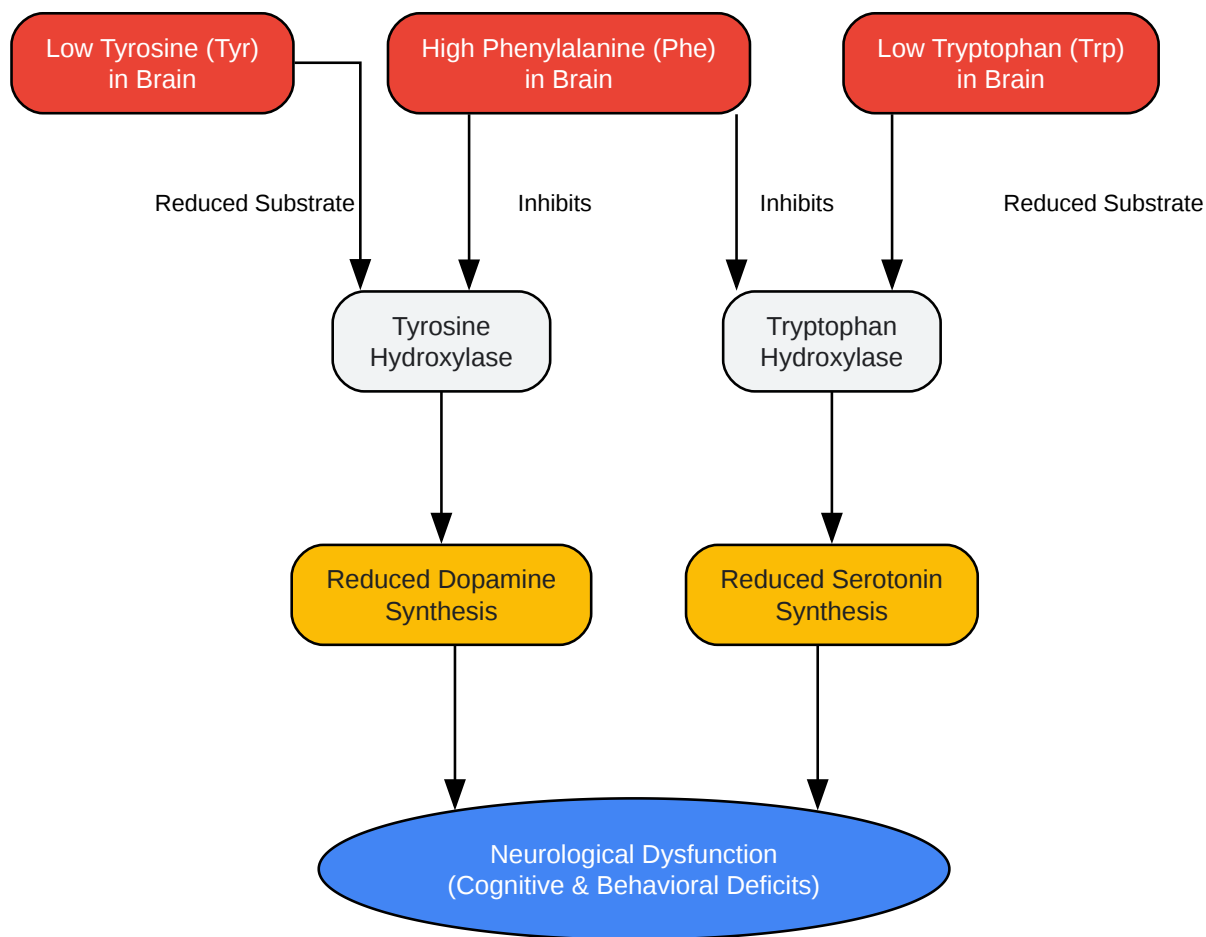 Low Tyrosine (Tyr)
in Brain
High Phenylalanine (Phe)
in Brain
Low Tryptophan (Trp)
in Brain
Reduced Substrate
Inhibits
Inhibits
Reduced Substrate
Tyrosine
Hydroxylase
Tryptophan
Hydroxylase
Reduced Dopamine
Synthesis
Reduced Serotonin
Synthesis
Neurological Dysfunction
(Cognitive & Behavioral Deficits)